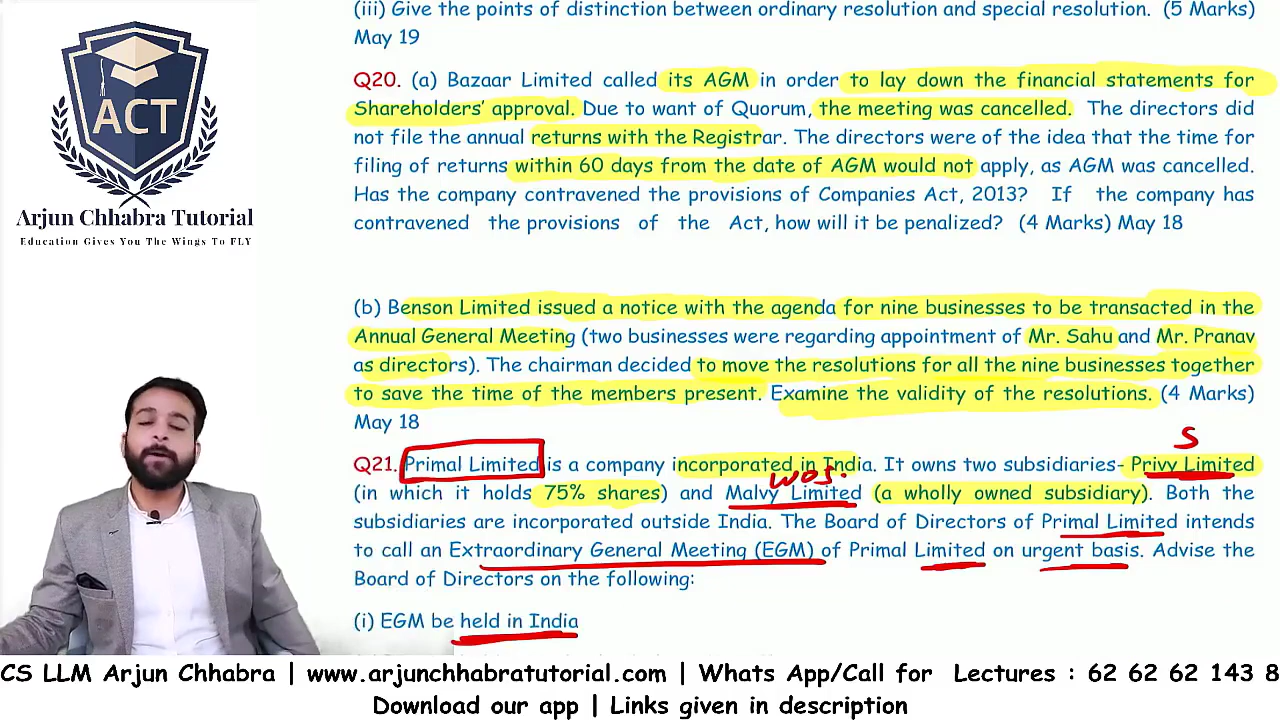 (iii) Give the points of distinction between ordinary resolution and special resolution. (5 Marks)
May 19
Q20. (a) Bazaar Limited called its AGM in order to lay down the financial statements for
Shareholders' approval. Due to want of Quorum, the meeting was cancelled. The directors did
not file the annual returns with the Registrar. The directors were of the idea that the time for
filing of returns within 60 days from the date of AGM would not apply, as AGM was cancelled.
Has the company contravened the provisions of Companies Act, 2013? If the company has
contravened the provisions of the Act, how will it be penalized? (4 Marks) May 18
(b) Benson Limited issued a notice with the agenda for nine businesses to be transacted in the
Annual General Meeting (two businesses were regarding appointment of Mr. Sahu and Mr. Pranav
as directors). The chairman decided to move the resolutions for all the nine businesses together
to save the time of the members present. Examine the validity of the resolutions. (4 Marks)
May 18
S
Q21. Primal Limited is a company incorporated in India. It owns two subsidiaries- Privy Limited
WOS.
(in which it holds 75% shares) and Malvy Limited (a wholly owned subsidiary). Both the
subsidiaries are incorporated outside India. The Board of Directors of Primal Limited intends
to call an Extraordinary General Meeting (EGM) of Primal Limited on urgent basis. Advise the
Board of Directors on the following:
(i) EGM be held in India
ACT
Arjun Chhabra Tutorial
Education Gives You The Wings To FLY
CS LLM Arjun Chhabra | www.arjunchhabratutorial.com | Whats App/Call for Lectures : 62 62 62 143 8
Download our app | Links given in description